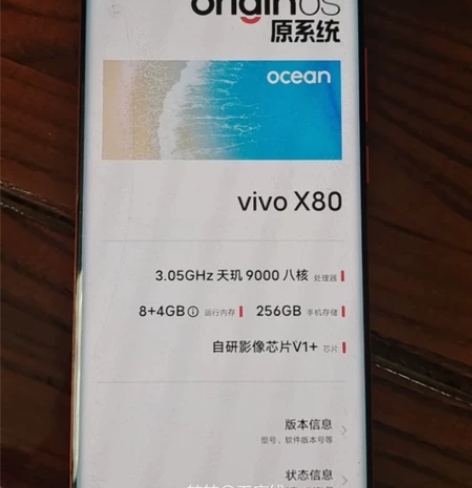 OriginOS
原系统
ocean
vivo X80
3.05GHz 天玑 9000 八核 处理器
8+4GB 运行内存 256GB 手机存储
自研影像芯片V1+ 芯片
版本信息
型号、软件版本号等
状态信息